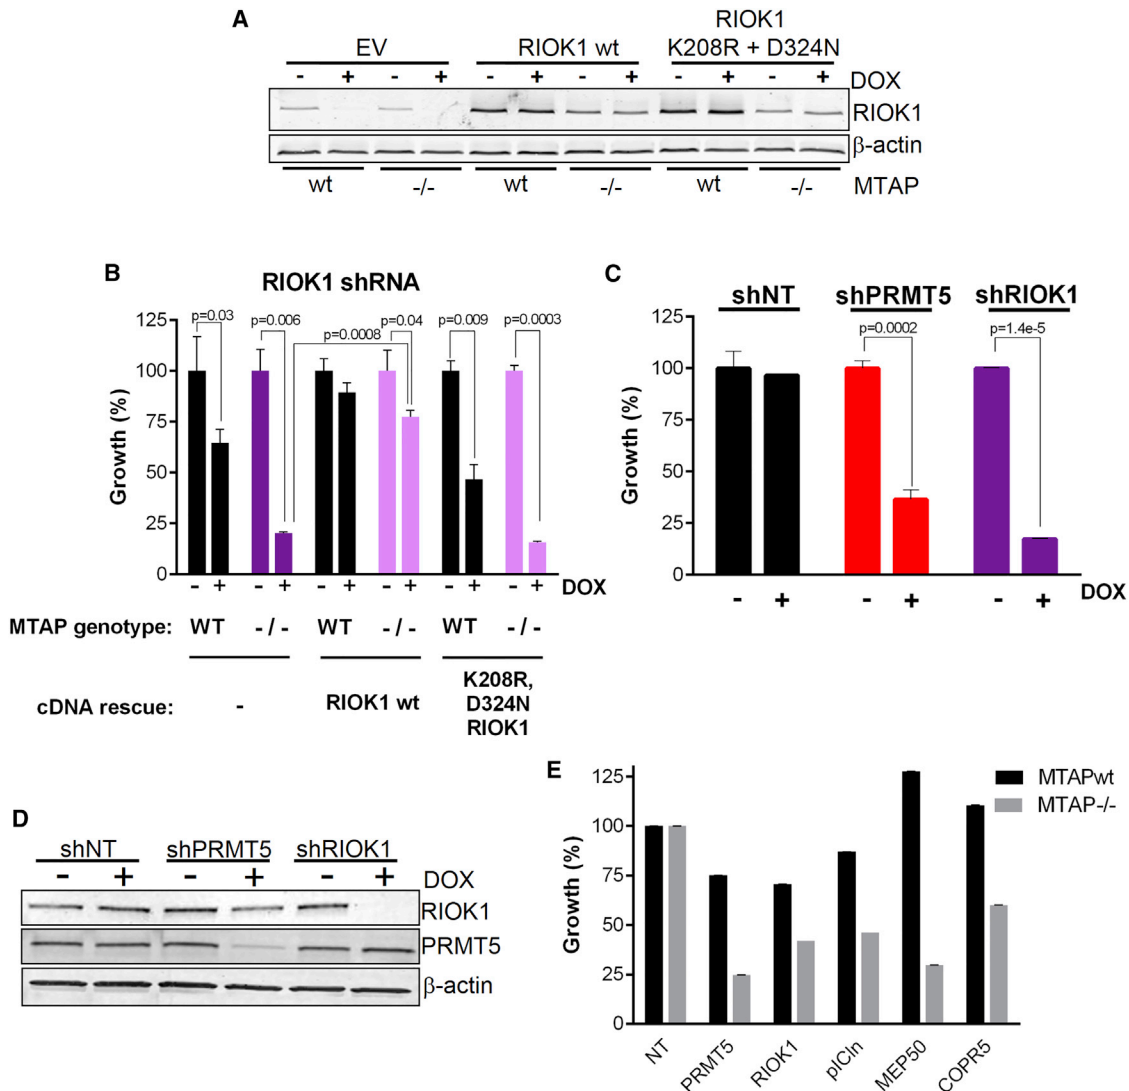 A
EV
RIOK1 wt
RIOK1
K208R + D324N
- + - + - + - + - + - + DOX
RIOK1
β-actin
wt -/- wt -/- wt -/- MTAP
B
RIOK1 shRNA
Growth (%)
125
100
75
50
25
0
p=0.03
p=0.006
p=0.0008
p=0.04
p=0.009
p=0.0003
- + - + - + - + - + - + DOX
MTAP genotype: WT -/- WT -/- WT -/-
cDNA rescue: - RIOK1 wt K208R,
D324N
RIOK1
C
shNT shPRMT5 shRIOK1
Growth (%)
125
100
75
50
25
0
p=0.0002
p=1.4e-5
- + - + - + DOX
D
shNT shPRMT5 shRIOK1
- + - + - + DOX
RIOK1
PRMT5
β-actin
E
Growth (%)
125
100
75
50
25
0
MTAPwt
MTAP-/-
NT
PRMT5
RIOK1
pICln
MEP50
COPR5